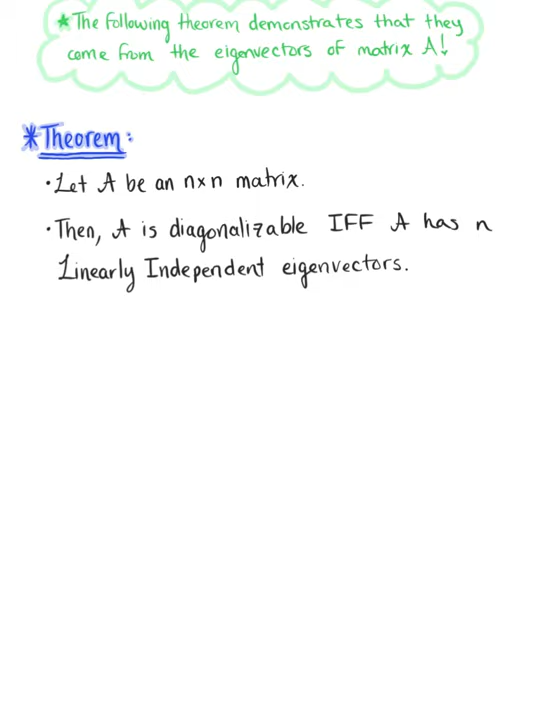 ★ The following theorem demonstrates that they
come from the eigenvectors of matrix A!
* Theorem:
· Let A be an n×n matrix.
· Then, A is diagonalizable IFF A has n
Linearly Independent eigenvectors.